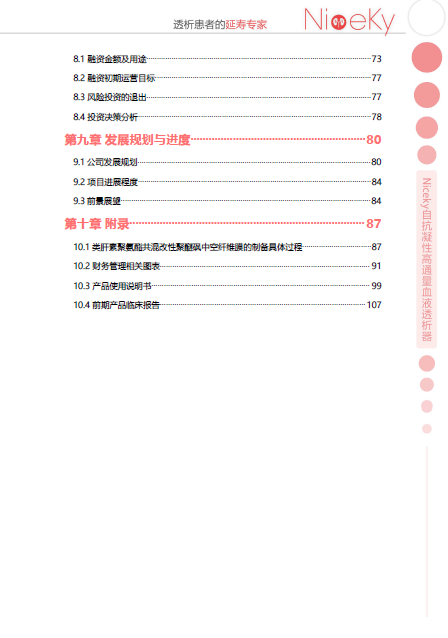 透析患者的延寿专家
Niceky
8.1 融资金额及用途 73
8.2 融资初期运营目标 77
8.3 风险投资的退出 77
8.4 投资决策分析 78
第九章 发展规划与进度 80
9.1 公司发展规划 80
9.2 项目进展程度 84
9.3 前景展望 84
第十章 附录 87
10.1 类肝素聚氨酯共混改性聚醚砜中空纤维膜的制备具体过程 87
10.2 财务管理相关图表 91
10.3 产品使用说明书 99
10.4 前期产品临床报告 107
Niceky自抗凝性高通量血液透析器